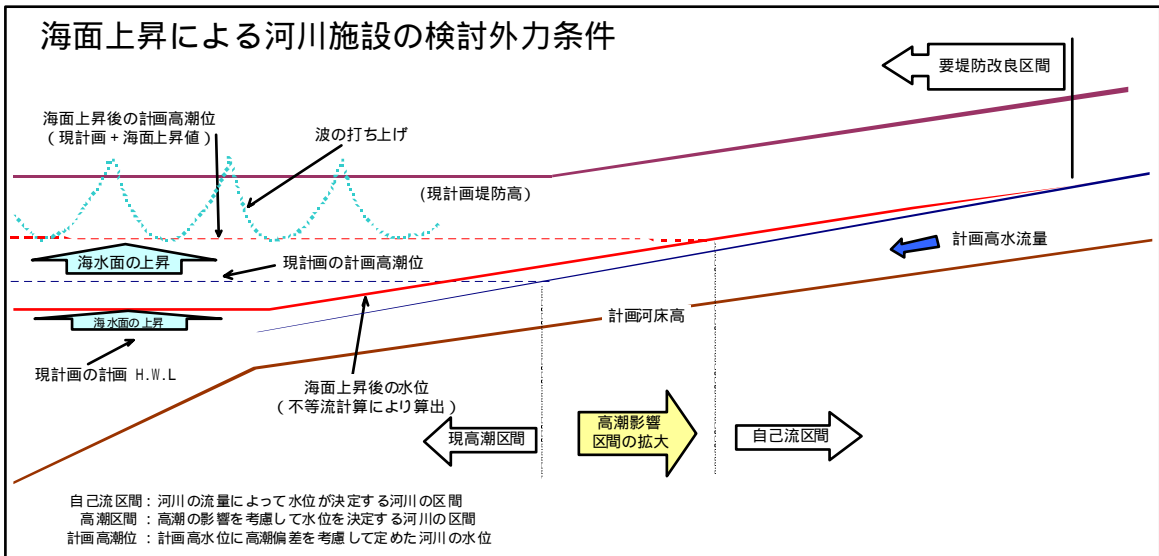 海面上昇による河川施設の検討外力条件
要堤防改良区間
海面上昇後の計画高潮位
(現計画+海面上昇値)
波の打ち上げ
(現計画堤防高)
計画高水流量
海水面の上昇
現計画の計画高潮位
海水面の上昇
計画河床高
現計画の計画 H.W.L
海面上昇後の水位
(不等流計算により算出)
現高潮区間
高潮影響
区間の拡大
自己流区間
自己流区間:河川の流量によって水位が決定する河川の区間
高潮区間:高潮の影響を考慮して水位を決定する河川の区間
計画高潮位:計画高水位に高潮偏差を考慮して定めた河川の水位